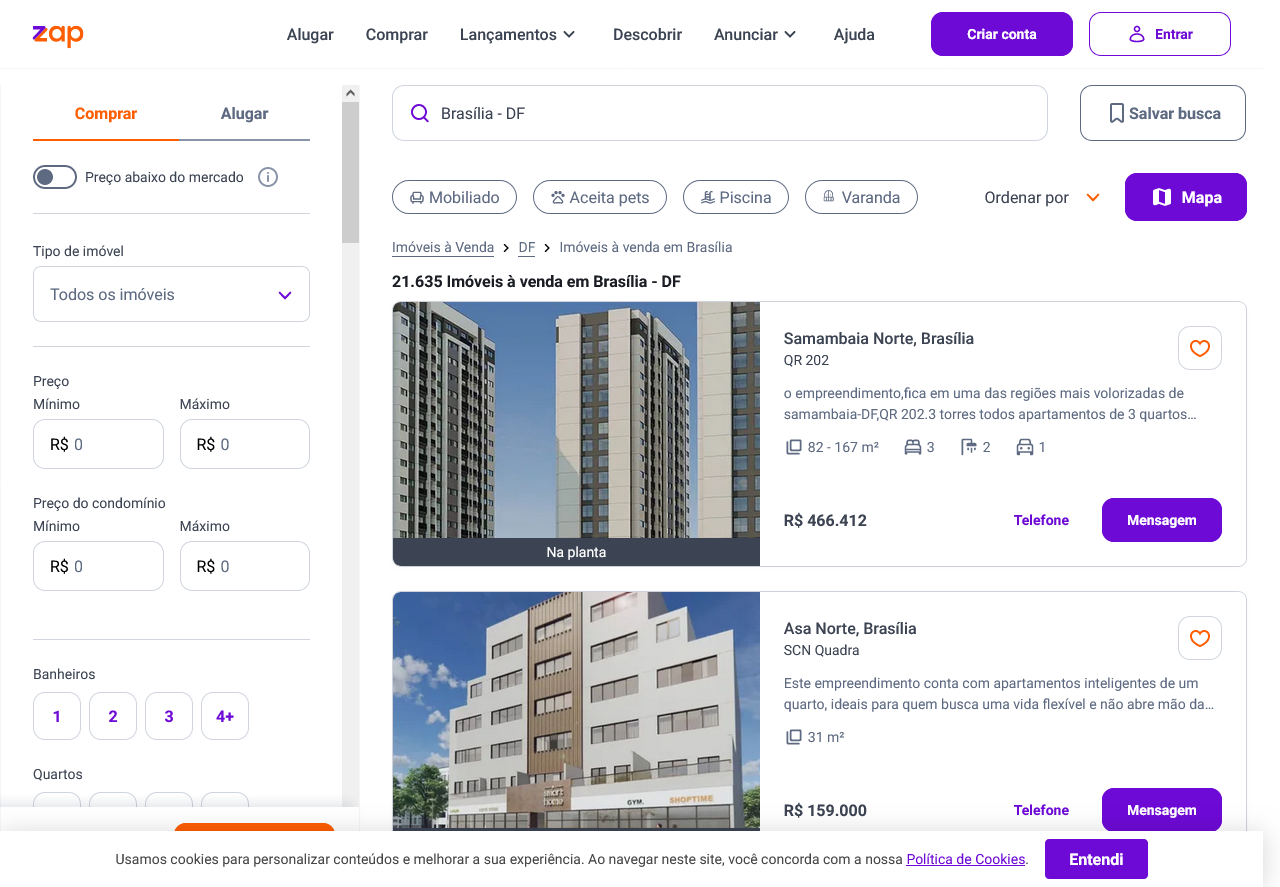 zap
Alugar
Comprar
Lançamentos
Descobrir
Anunciar
Ajuda
Criar conta
Entrar
Comprar
Alugar
Preço abaixo do mercado
Tipo de imóvel
Todos os imóveis
Preço
Mínimo
Máximo
R$ 0
R$ 0
Preço do condomínio
Mínimo
Máximo
R$ 0
R$ 0
Banheiros
1
2
3
4+
Quartos
Brasília - DF
Salvar busca
Mobiliado
Aceita pets
Piscina
Varanda
Ordenar por
Mapa
Imóveis à Venda > DF > Imóveis à venda em Brasília
21.635 Imóveis à venda em Brasília - DF
Na planta
Samambaia Norte, Brasília
QR 202
o empreendimento,fica em uma das regiões mais valorizadas de
samambaia-DF,QR 202.3 torres todos apartamentos de 3 quartos…
82 - 167 m²
3
2
1
R$ 466.412
Telefone
Mensagem
smart
home
GYM.
SHOPTIME
Asa Norte, Brasília
SCN Quadra
Este empreendimento conta com apartamentos inteligentes de um
quarto, ideais para quem busca uma vida flexível e não abre mão da…
31 m²
R$ 159.000
Telefone
Mensagem
Usamos cookies para personalizar conteúdos e melhorar a sua experiência. Ao navegar neste site, você concorda com a nossa Política de Cookies.
Entendi